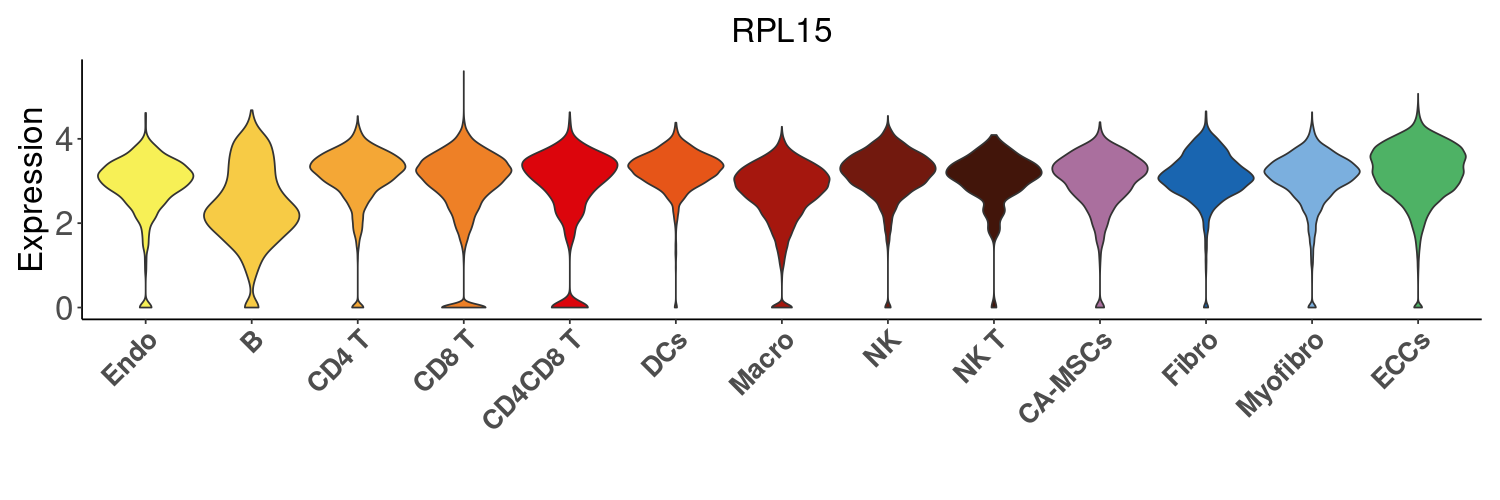 RPL15
Expression
4
2
0
Endo
B
CD4 T
CD8 T
CD4CD8 T
DCs
Macro
NK
NK T
CA-MSCs
Fibro
Myofibro
ECCs